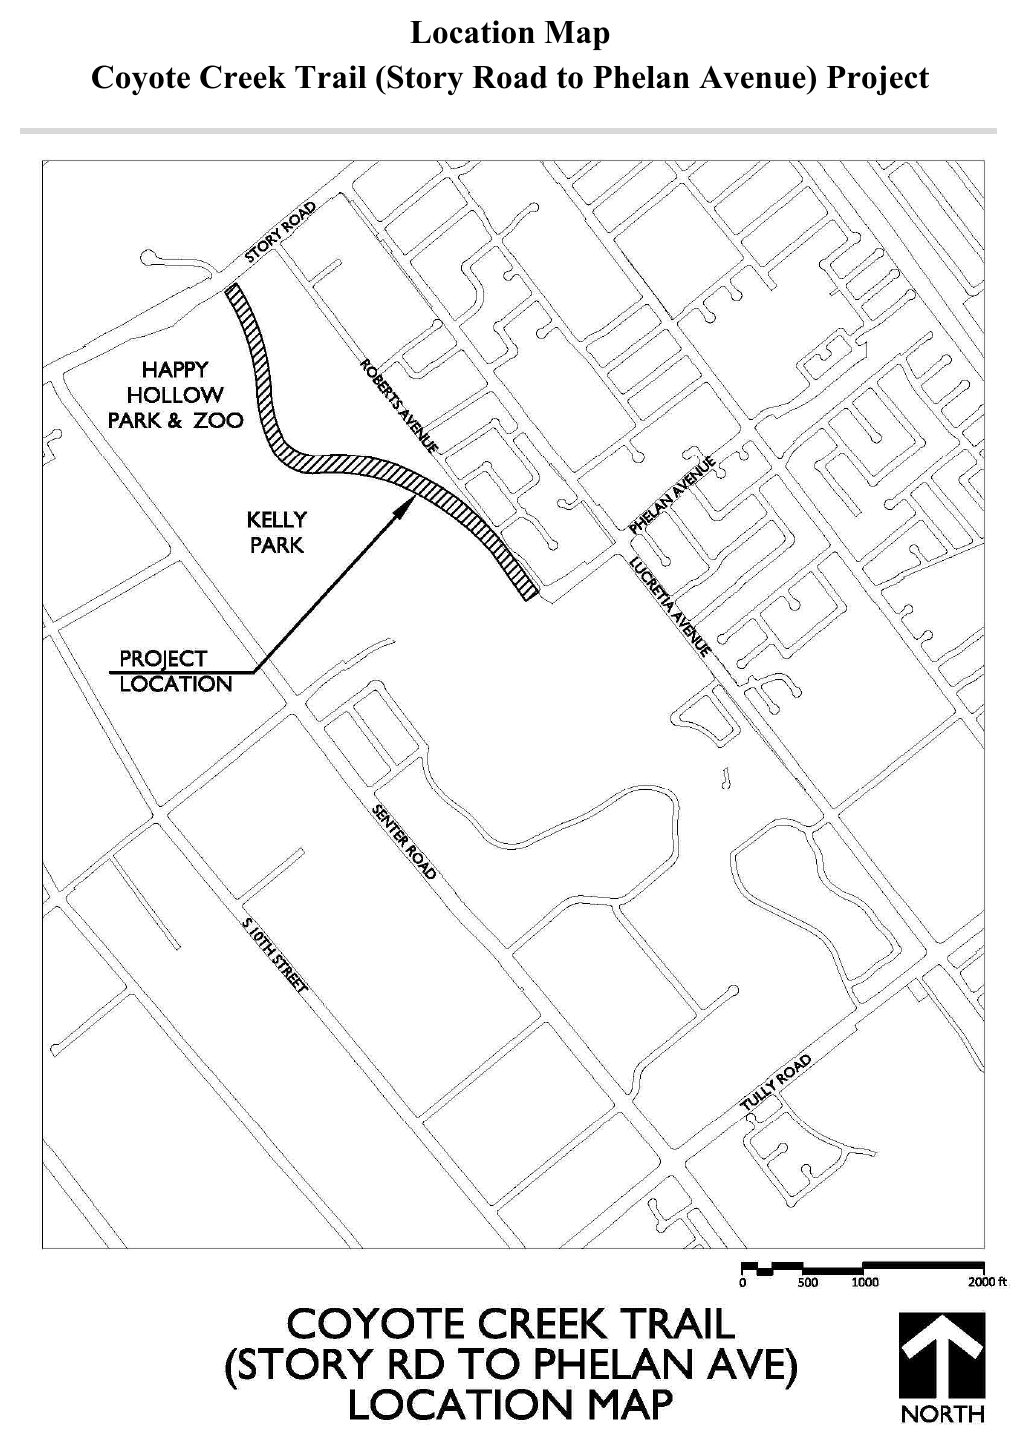 Location Map
Coyote Creek Trail (Story Road to Phelan Avenue) Project
STORY ROAD
HAPPY
HOLLOW
PARK & ZOO
ROBERTS AVENUE
PHELAN AVENUE
KELLY
PARK
LUCRETIA AVENUE
PROJECT
LOCATION
SENTER ROAD
S 10TH STREET
TULLY ROAD
0 500 1000 2000 ft
COYOTE CREEK TRAIL
(STORY RD TO PHELAN AVE)
LOCATION MAP
NORTH